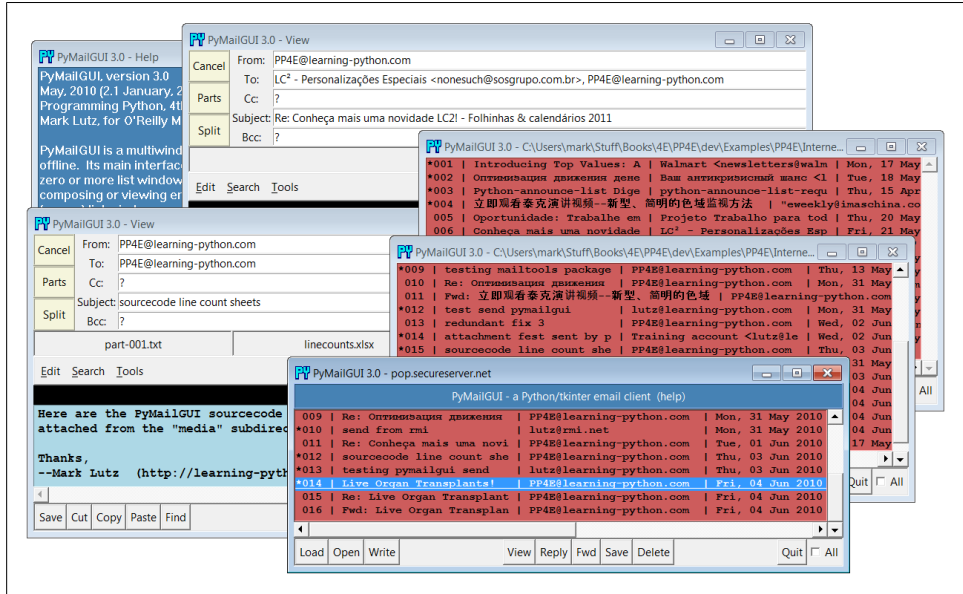 PyMailGUI 3.0 - View
PyMailGUI 3.0 - Help
PyMailGUI, version 3.0
May, 2010 (2.1 January, 2
Programming Python, 4t
Mark Lutz, for O'Reilly M
PyMailGUI is a multiwind
offline. Its main interfac
zero or more list window
composing or viewing e
Cancel
Parts
Split
From: PP4E@learning-python.com
To: LC² - Personalizações Especiais <nonesuch@sosgrupo.com.br>, PP4E@learning-python.com
Cc: ?
Subject: Re: Conheça mais uma novidade LC2! - Folhinhas & calendários 2011
Bcc: ?
Edit Search Tools
PyMailGUI 3.0 - C:\Users\mark\Stuff\Books\4E\PP4E\dev\Examples\PP4E\Interne...
*001 | Introducing Top Values: A | Walmart <newsletters@walm | Mon, 17 May
*002 | Оптимизация движения дене | Ваш антикризисный шанс <l | Tue, 18 May
*003 | Python-announce-list Dige | python-announce-list-requ | Thu, 15 Apr
*004 | 立即观看泰克演讲视频--新型、简明的色域监视方法 | "eweekly@imaschina.co
005 | Oportunidade: Trabalhe em | Projeto Trabalho para tod | Thu, 20 May
006 | Conheça mais uma novidade | LC² - Personalizações Esp | Fri, 21 May
All
PyMailGUI 3.0 - View
Cancel
Parts
Split
From: PP4E@learning-python.com
To: PP4E@learning-python.com
Cc: ?
Subject: sourcecode line count sheets
Bcc: ?
part-001.txt linecounts.xlsx
Edit Search Tools
Here are the PyMailGUI sourcecode
attached from the "media" subdirec
Thanks,
--Mark Lutz (http://learning-pyth
Save Cut Copy Paste Find
PyMailGUI 3.0 - C:\Users\mark\Stuff\Books\4E\PP4E\dev\Examples\PP4E\Interne...
*009 | testing mailtools package | PP4E@learning-python.com | Thu, 13 May
010 | Re: Оптимизация движения | PP4E@learning-python.com | Mon, 31 May
011 | Fwd: 立即观看泰克演讲视频--新型、简明的色域 | PP4E@learning-python.com
*012 | test send pymailgui | lutz@learning-python.com | Mon, 31 May
013 | redundant fix 3 | PP4E@learning-python.com | Wed, 02 Jun
*014 | attachment fest sent by p | Training account <lutz@le | Wed, 02 Jun
*015 | sourcecode line count she | PP4E@learning-python.com | Thu, 03 Jun
31 May
03 Jun
04 Jun
04 Jun
04 Jun
17 May
Quit All
PyMailGUI 3.0 - pop.secureserver.net
PyMailGUI - a Python/tkinter email client (help)
009 | Re: Оптимизация движения | PP4E@learning-python.com | Mon, 31 May 2010
*010 | send from rmi | lutz@rmi.net | Mon, 31 May 2010
011 | Re: Conheça mais uma novi | PP4E@learning-python.com | Tue, 01 Jun 2010
*012 | sourcecode line count she | PP4E@learning-python.com | Thu, 03 Jun 2010
*013 | testing pymailgui send | lutz@learning-python.com | Thu, 03 Jun 2010
*014 | Live Organ Transplants! | PP4E@learning-python.com | Fri, 04 Jun 2010
015 | Re: Live Organ Transplant | PP4E@learning-python.com | Fri, 04 Jun 2010
016 | Fwd: Live Organ Transplan | PP4E@learning-python.com | Fri, 04 Jun 2010
Load Open Write View Reply Fwd Save Delete Quit All